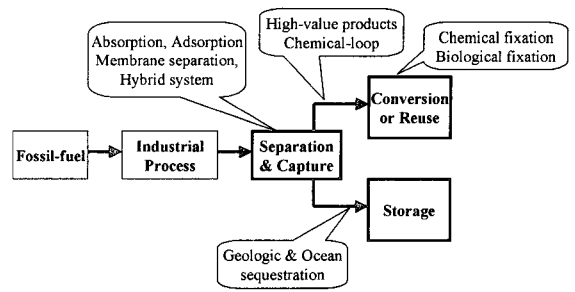 Absorption, Adsorption
Membrane separation,
Hybrid system
High-value products
Chemical-loop
Chemical fixation
Biological fixation
Conversion
or Reuse
Fossil-fuel
Industrial
Process
Separation
& Capture
Storage
Geologic & Ocean
sequestration